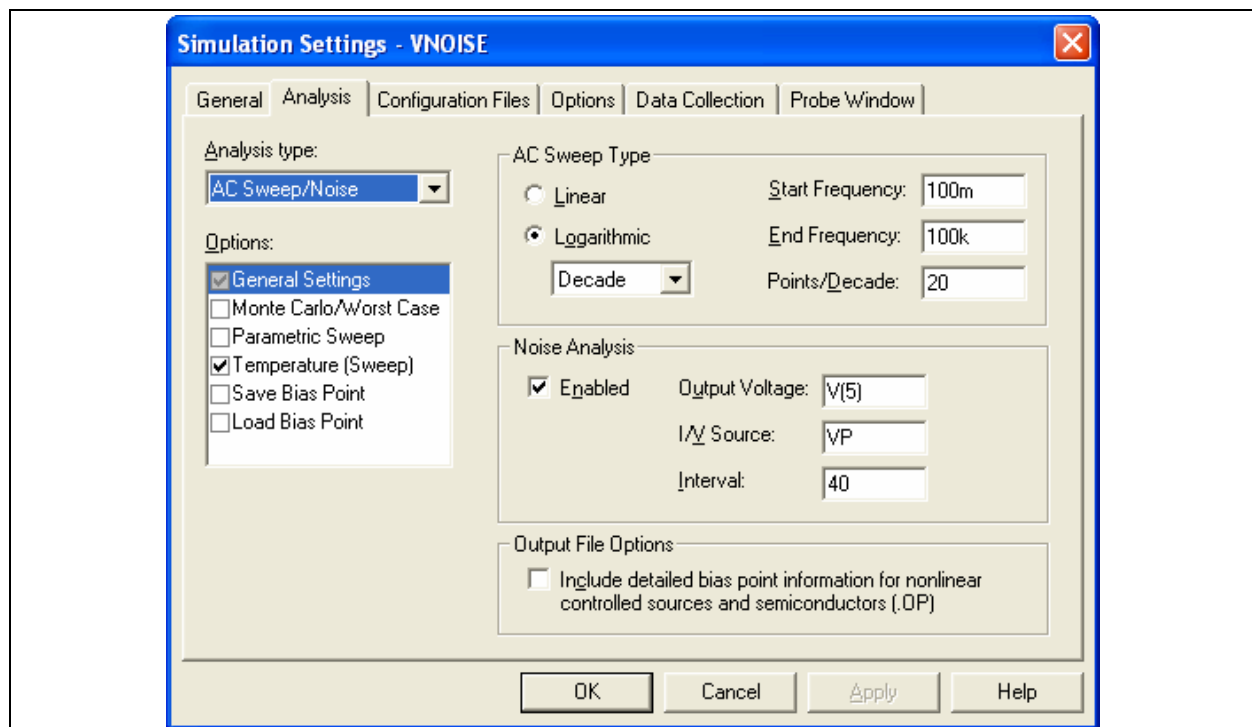 Simulation Settings - VNOISE
General
Analysis
Configuration Files
Options
Data Collection
Probe Window
Analysis type:
AC Sweep/Noise
Options:
General Settings
Monte Carlo/Worst Case
Parametric Sweep
Temperature (Sweep)
Save Bias Point
Load Bias Point
AC Sweep Type
Linear
Logarithmic
Decade
Start Frequency: 100m
End Frequency: 100k
Points/Decade: 20
Noise Analysis
Enabled
Output Voltage: V(5)
I/V Source: VP
Interval: 40
Output File Options
Include detailed bias point information for nonlinear
controlled sources and semiconductors (.OP)
OK
Cancel
Apply
Help